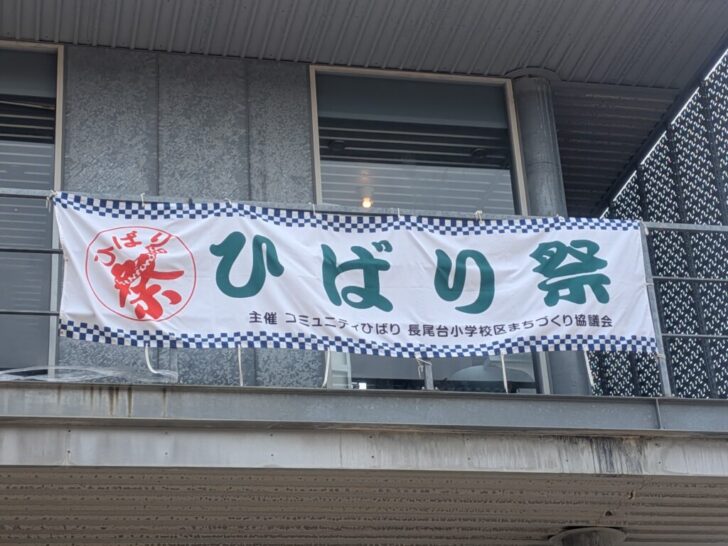 ひばり
祭
ひばり祭
主催 コミュニティひばり 長尾台小学校区まちづくり協議会